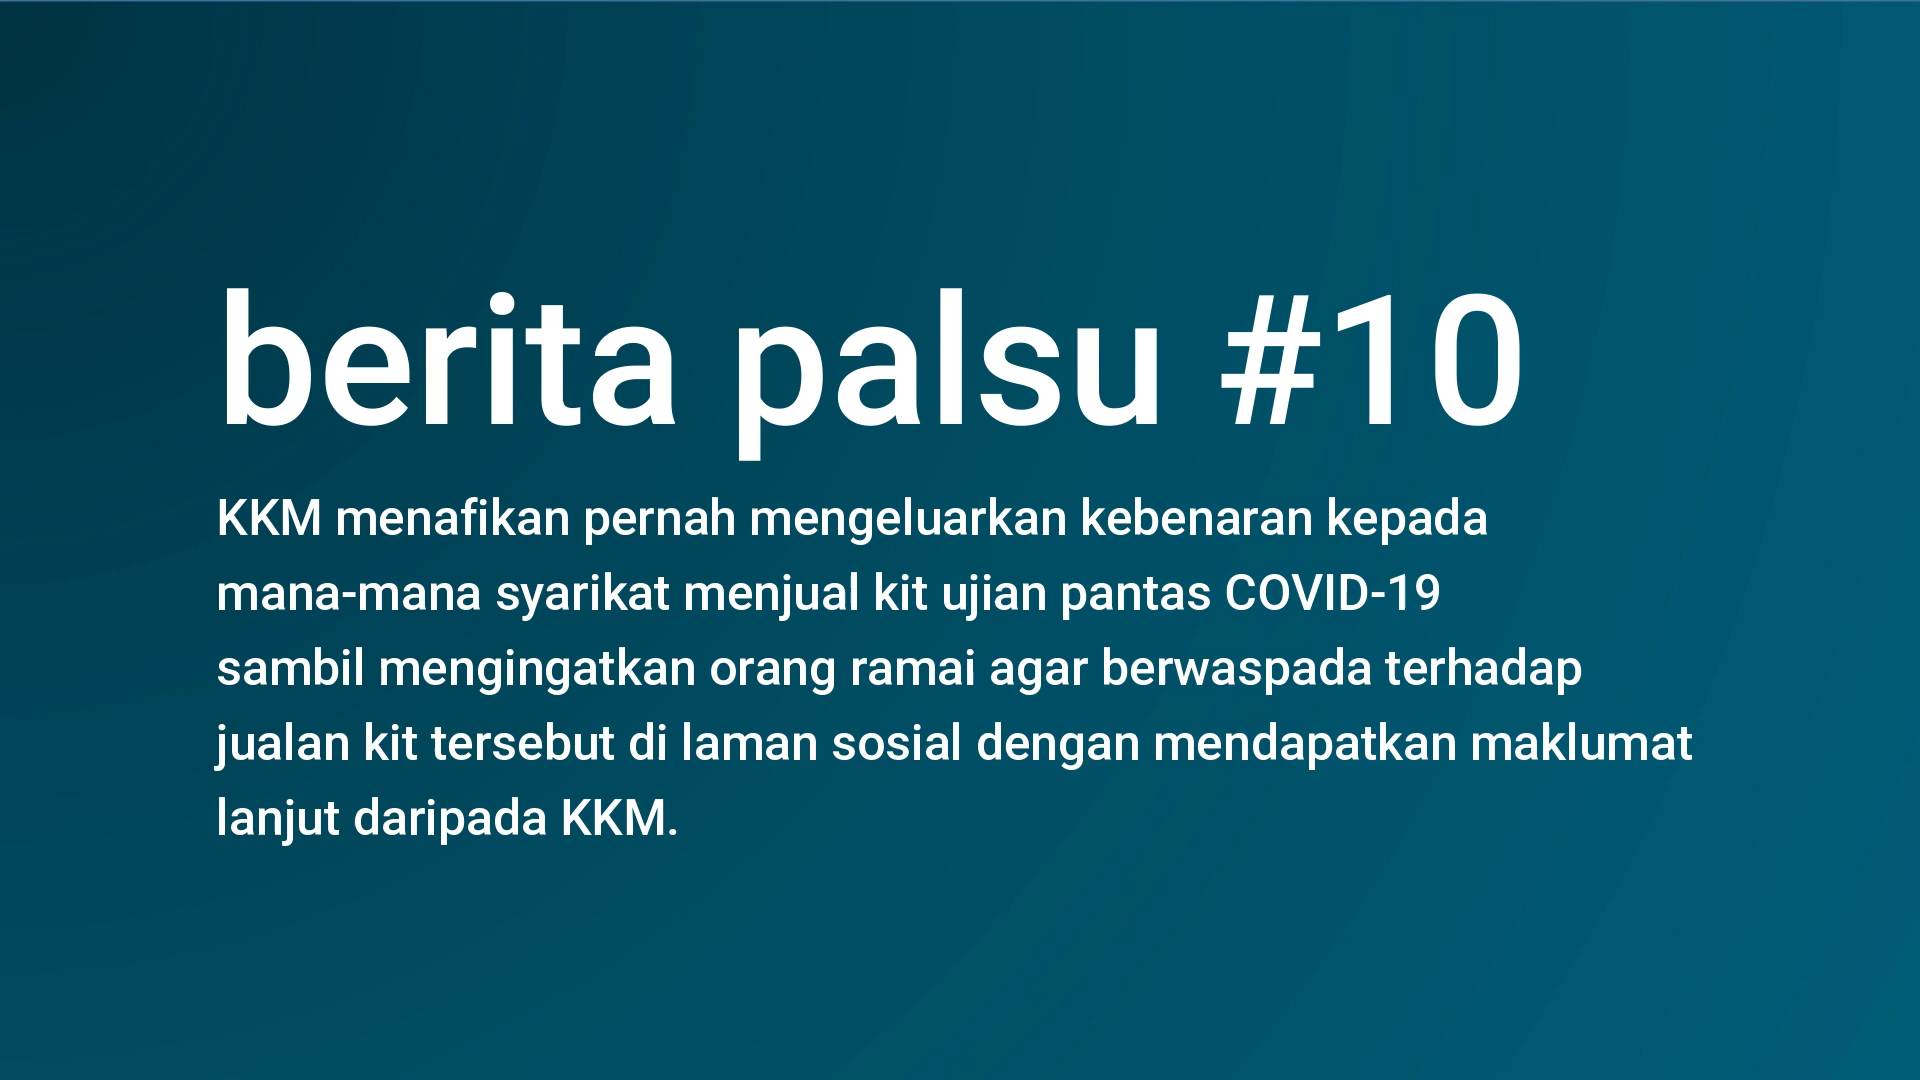 berita palsu #10
KKM menafikan pernah mengeluarkan kebenaran kepada
mana-mana syarikat menjual kit ujian pantas COVID-19
sambil mengingatkan orang ramai agar berwaspada terhadap
jualan kit tersebut di laman sosial dengan mendapatkan maklumat
lanjut daripada KKM.